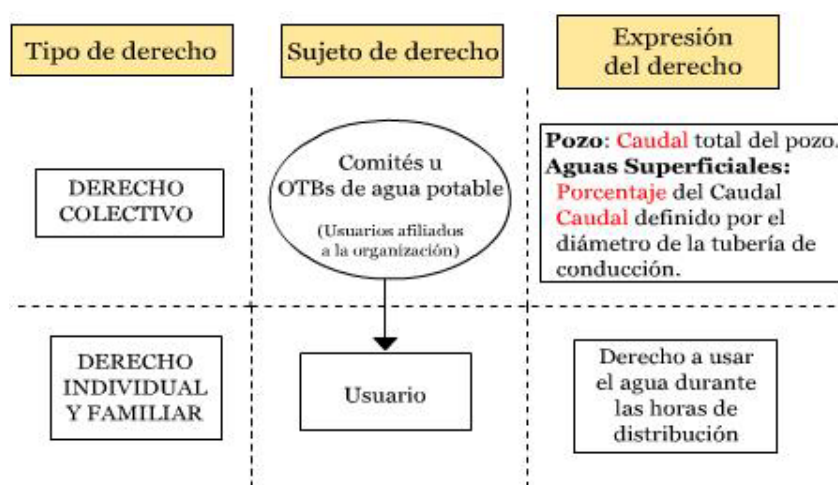 Tipo de derecho
Sujeto de derecho
Expresión
del derecho
DERECHO
COLECTIVO
Comités u
OTBs de agua potable
(Usuarios afiliados
a la organización)
Pozo: Caudal total del pozo.
Aguas Superficiales:
Porcentaje del Caudal
Caudal definido por el
diámetro de la tubería de
conducción.
DERECHO
INDIVIDUAL
Y FAMILIAR
Usuario
Derecho a usar
el agua durante
las horas de
distribución